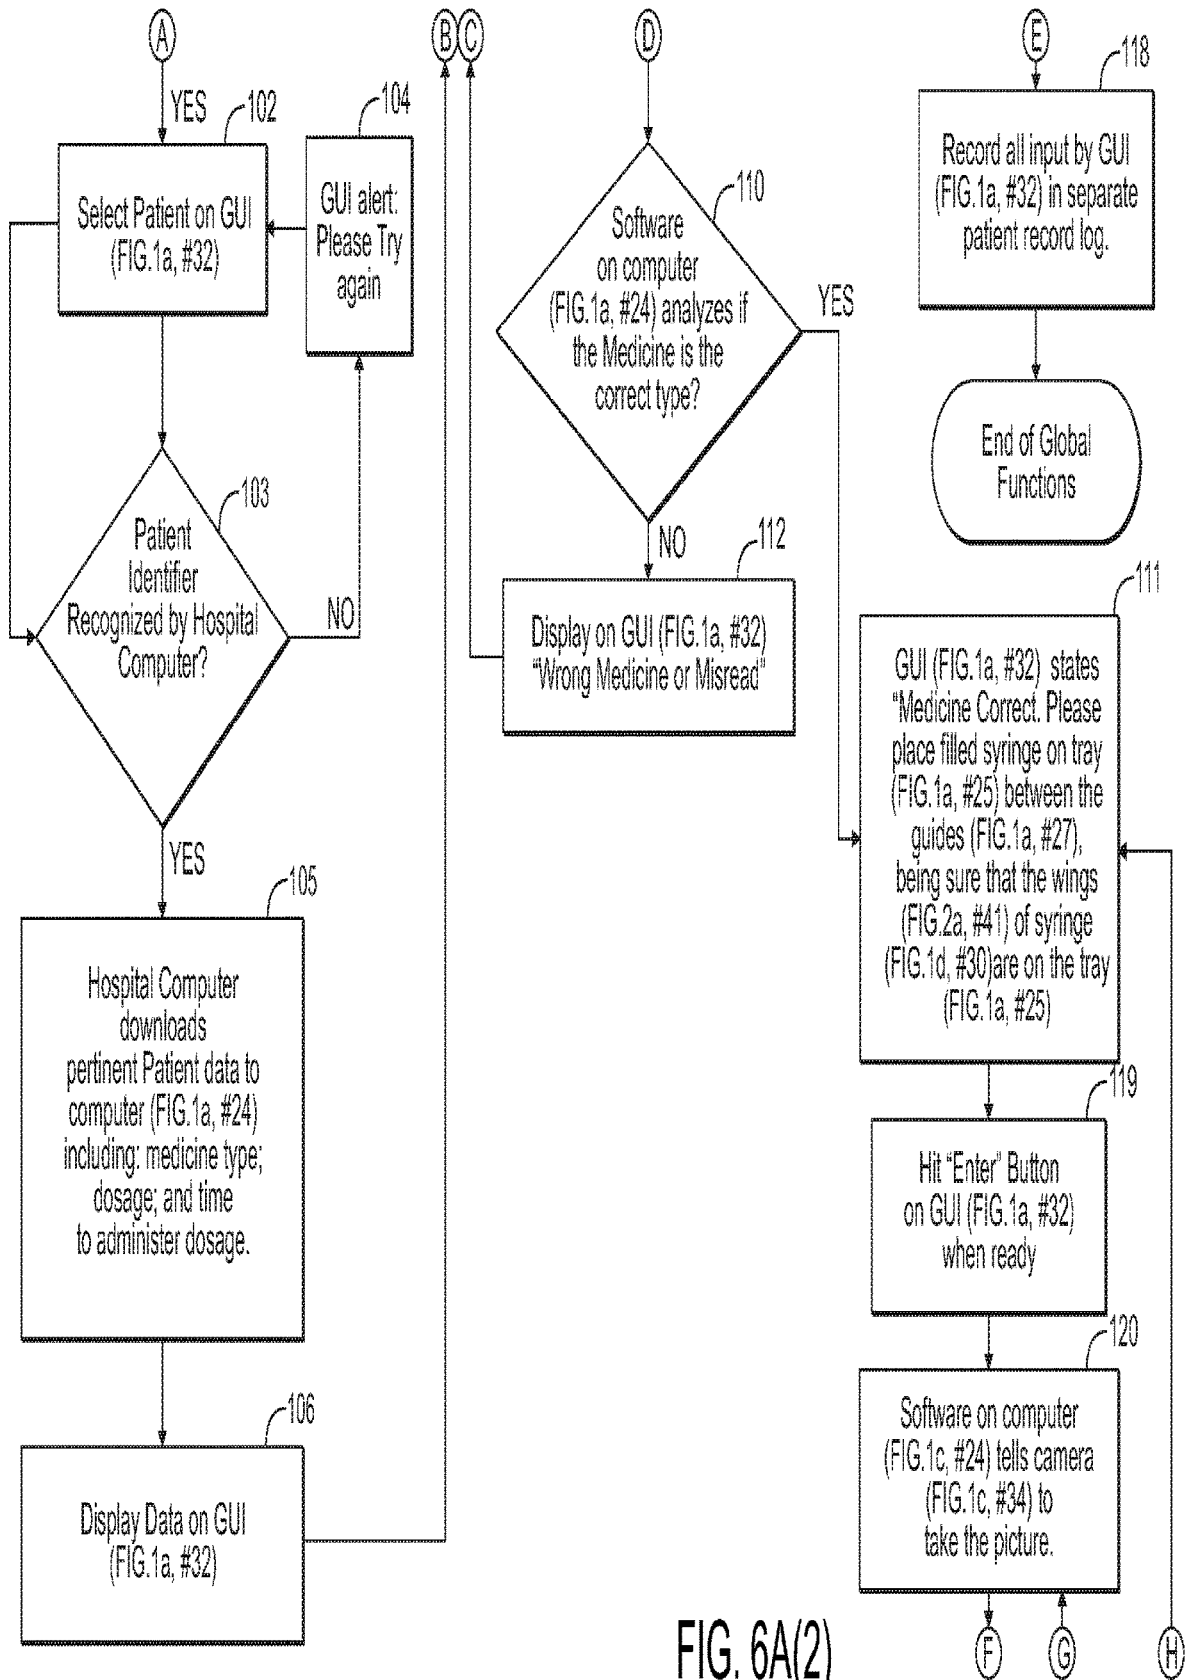 A
YES
102
Select Patient on GUI
(FIG.1a, #32)
104
GUI alert:
Please Try
again
103
Patient
Identifier
Recognized by Hospital
Computer?
NO
YES
105
Hospital Computer
downloads
pertinent Patient data to
computer (FIG.1a, #24)
including: medicine type;
dosage; and time
to administer dosage.
106
Display Data on GUI
(FIG.1a, #32)
B
C
D
110
Software
on computer
(FIG.1a, #24) analyzes if
the Medicine is the
correct type?
YES
NO
112
Display on GUI (FIG.1a, #32)
“Wrong Medicine or Misread”
E
118
Record all input by GUI
(FIG.1a, #32) in separate
patient record log.
End of Global
Functions
111
GUI (FIG.1a, #32) states
“Medicine Correct. Please
place filled syringe on tray
(FIG.1a, #25) between the
guides (FIG.1a, #27),
being sure that the wings
(FIG.2a, #41) of syringe
(FIG.1d, #30)are on the tray
(FIG.1a, #25)
119
Hit “Enter” Button
on GUI (FIG.1a, #32)
when ready
120
Software on computer
(FIG.1c, #24) tells camera
(FIG.1c, #34) to
take the picture.
F
G
H
FIG. 6A(2)